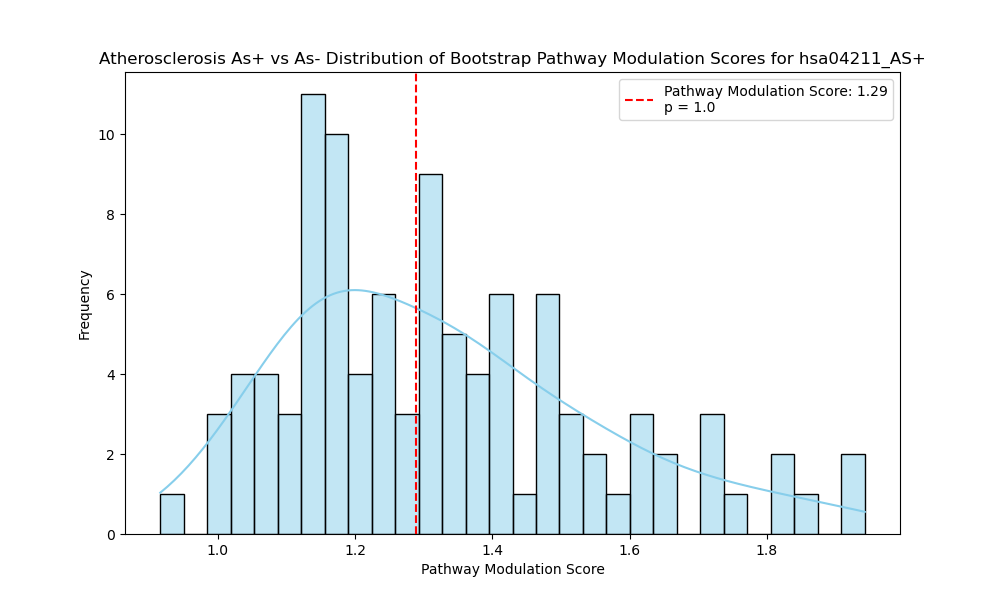 Atherosclerosis As+ vs As- Distribution of Bootstrap Pathway Modulation Scores for hsa04211_AS+
Pathway Modulation Score: 1.29
p = 1.0
Frequency
10
8
6
4
2
0
1.0 1.2 1.4 1.6 1.8
Pathway Modulation Score